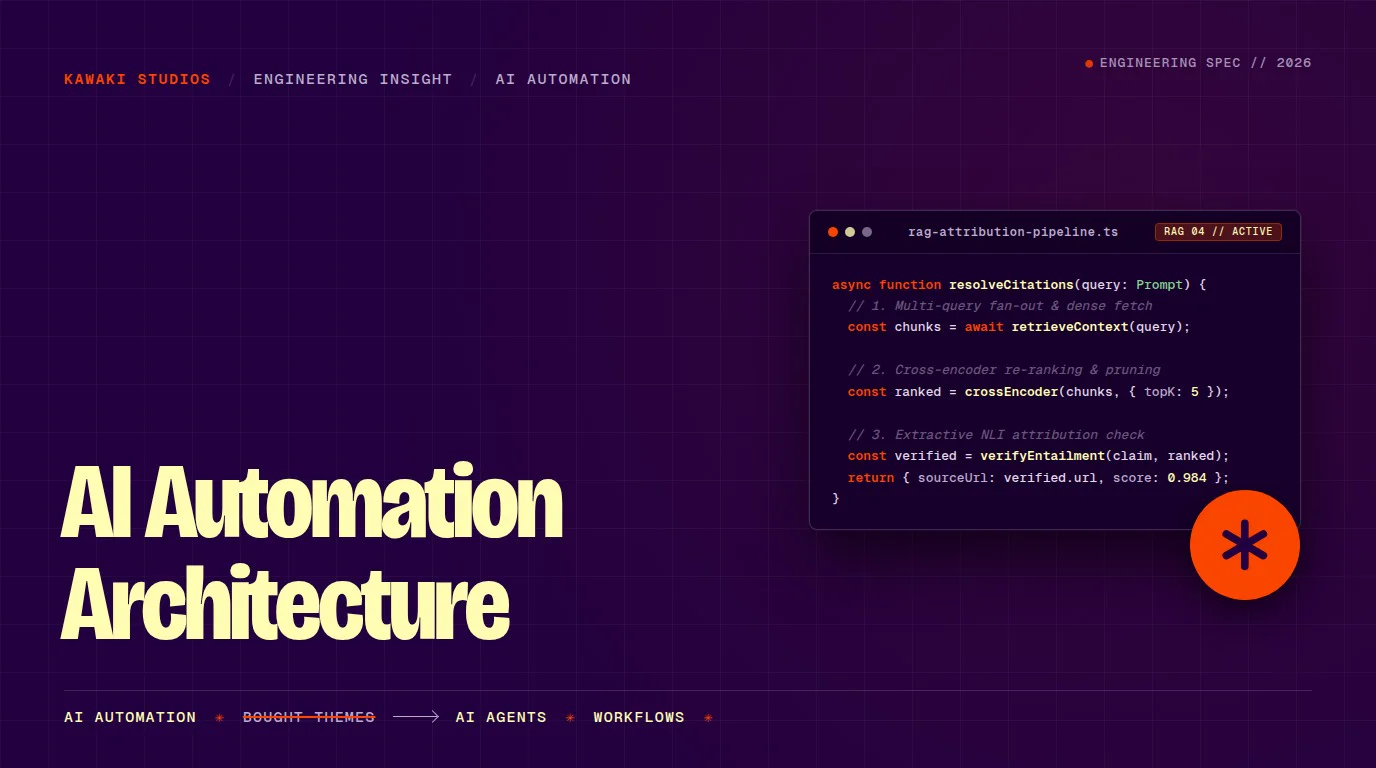 KAWAKI STUDIOS / ENGINEERING INSIGHT / AI AUTOMATION
ENGINEERING SPEC // 2026
rag-attribution-pipeline.ts
RAG 04 // ACTIVE
async function resolveCitations(query: Prompt) {
// 1. Multi-query fan-out & dense fetch
const chunks = await retrieveContext(query);
// 2. Cross-encoder re-ranking & pruning
const ranked = crossEncoder(chunks, { topK: 5 });
// 3. Extractive NLI attribution check
const verified = verifyEntailment(claim, ranked);
return { sourceUrl: verified.url, score: 0.984 };
}
AI Automation
Architecture
AI AUTOMATION ✳ BOUGHT THEMES → AI AGENTS ✳ WORKFLOWS ✳